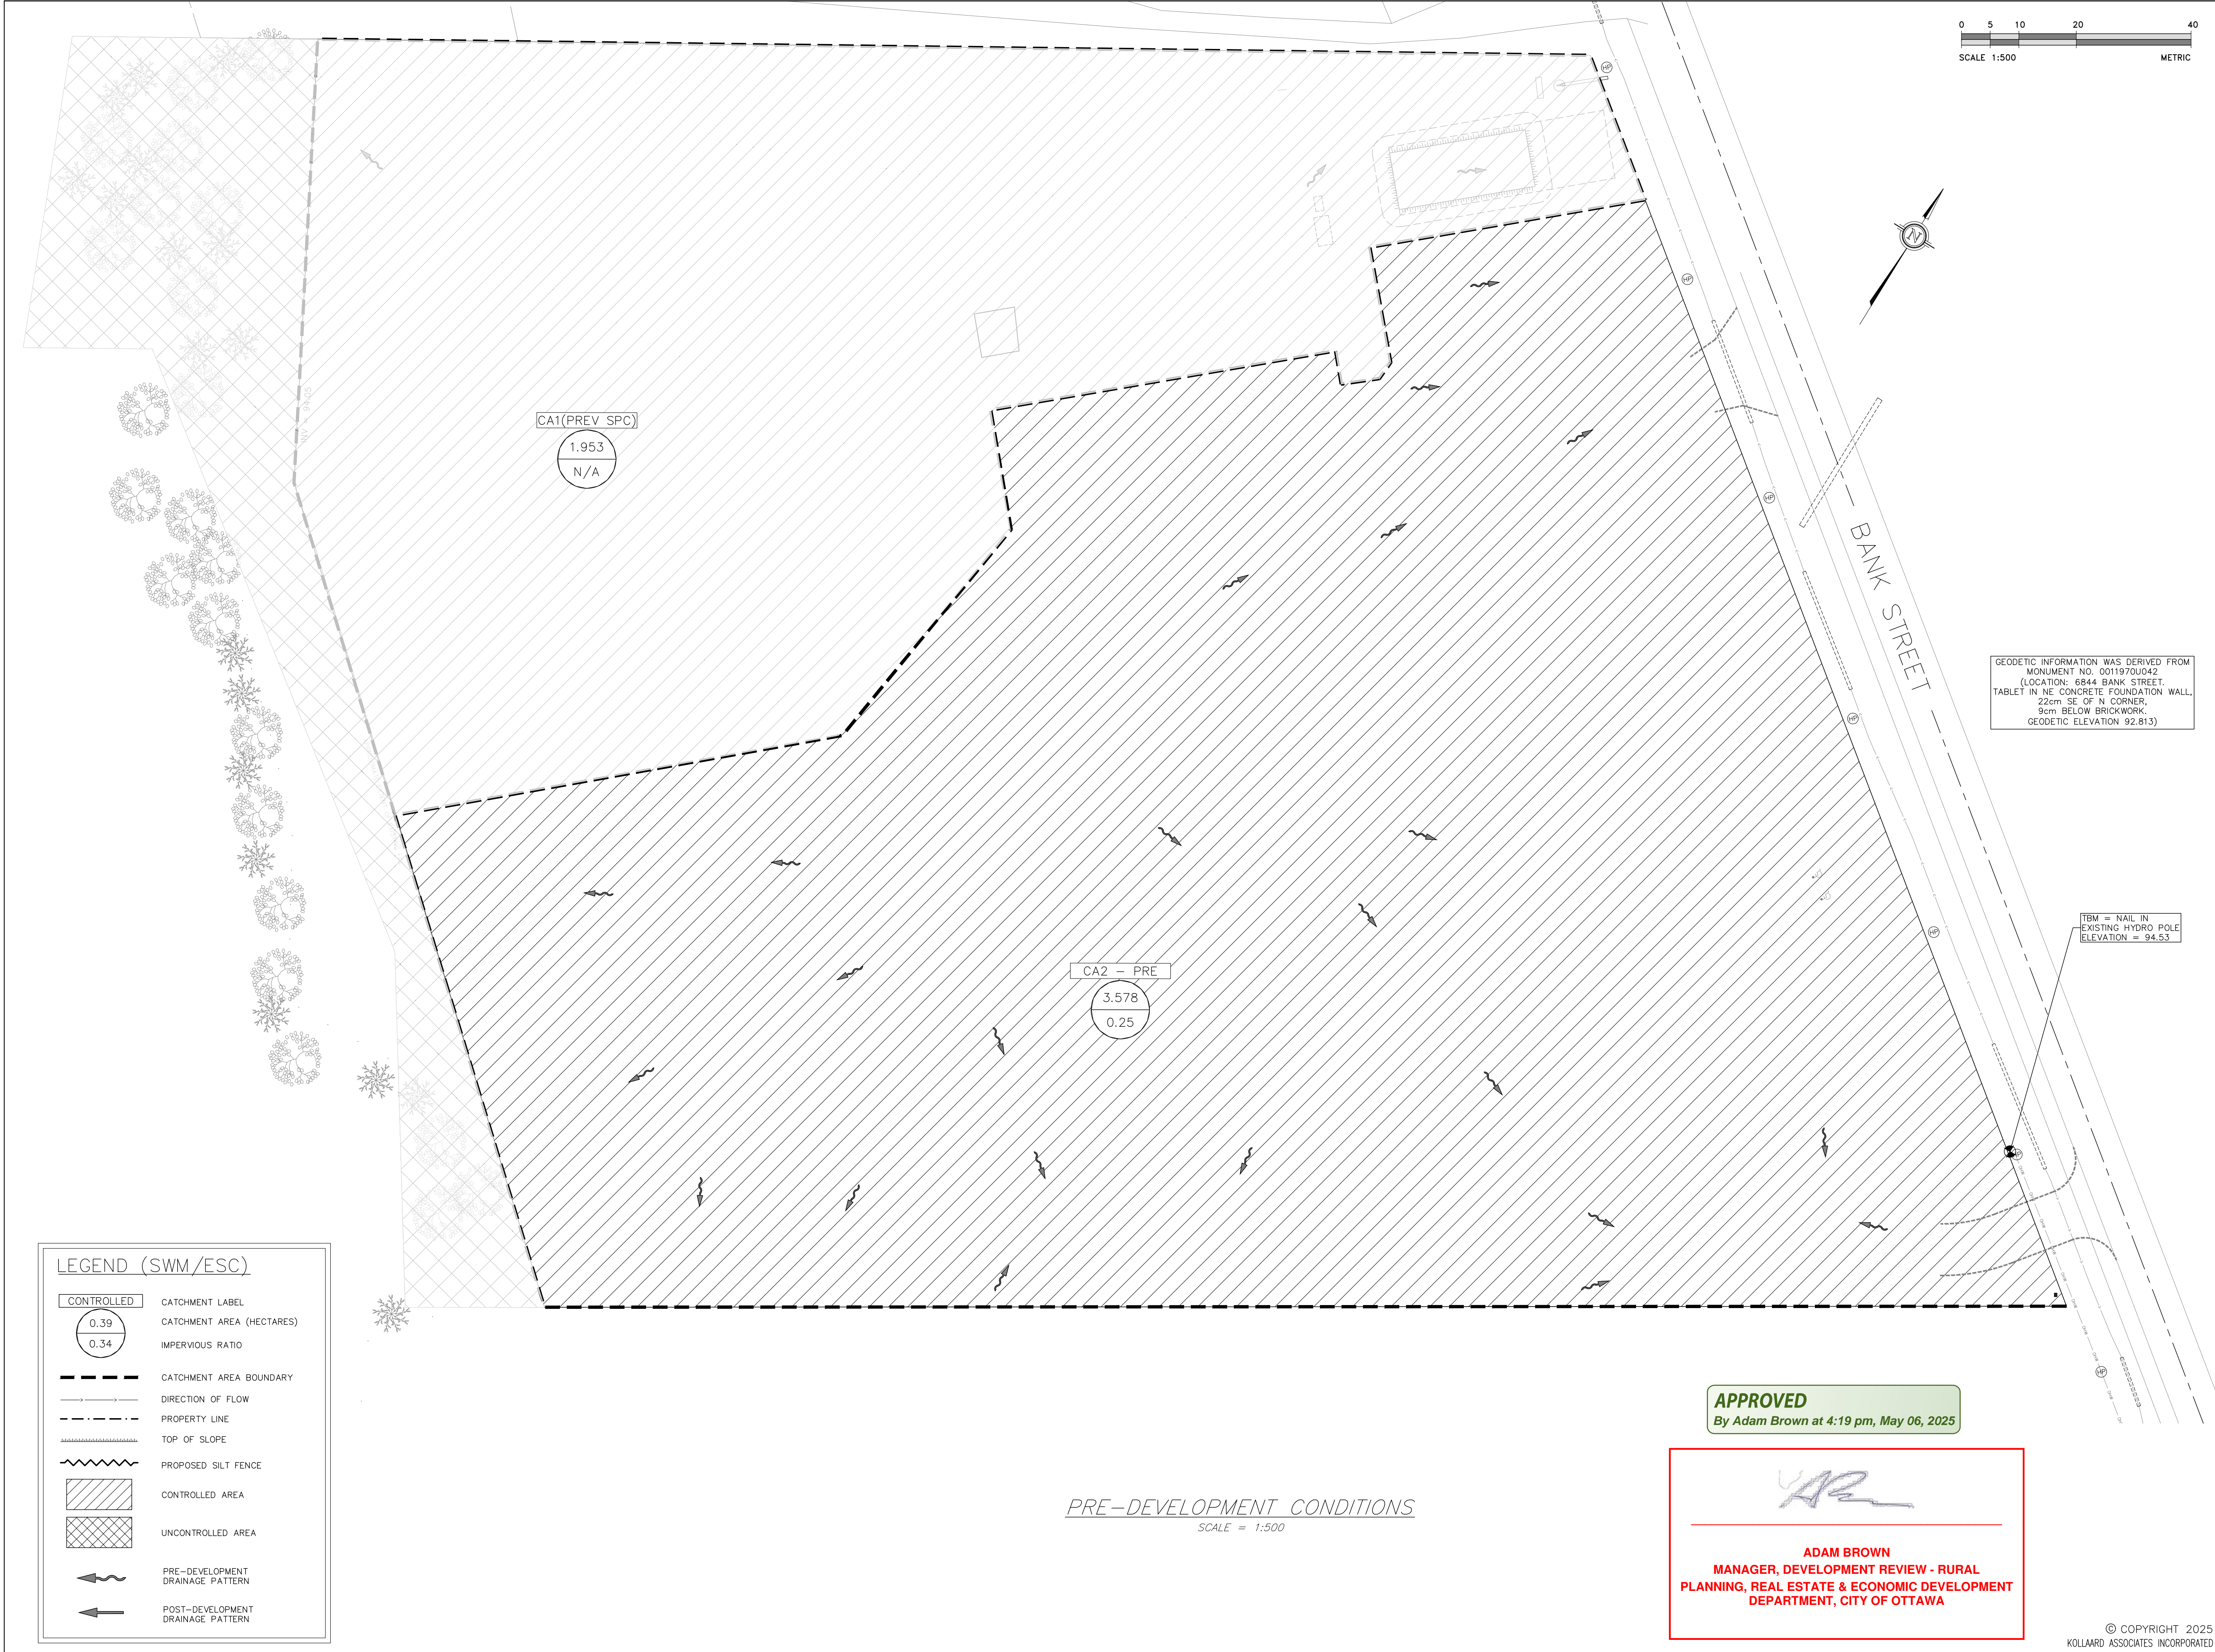 0 5 10 20 40
SCALE 1:500 METRIC
HP
N
HP
CA1(PREV SPC)
1.953
N/A
HP
BANK STREET
GEODETIC INFORMATION WAS DERIVED FROM
MONUMENT NO. 0011970U042
(LOCATION: 6844 BANK STREET.
TABLET IN NE CONCRETE FOUNDATION WALL,
22cm SE OF N CORNER,
9cm BELOW BRICKWORK.
GEODETIC ELEVATION 92.813)
HP
TBM = NAIL IN
EXISTING HYDRO POLE
ELEVATION = 94.53
HP
CA2 - PRE
3.578
0.25
HP
HP
LEGEND (SWM/ESC)
CONTROLLED CATCHMENT LABEL
0.39 CATCHMENT AREA (HECTARES)
0.34 IMPERVIOUS RATIO
CATCHMENT AREA BOUNDARY
DIRECTION OF FLOW
PROPERTY LINE
TOP OF SLOPE
PROPOSED SILT FENCE
CONTROLLED AREA
UNCONTROLLED AREA
PRE-DEVELOPMENT
DRAINAGE PATTERN
POST-DEVELOPMENT
DRAINAGE PATTERN
PRE-DEVELOPMENT CONDITIONS
SCALE = 1:500
APPROVED
By Adam Brown at 4:19 pm, May 06, 2025
ADAM BROWN
MANAGER, DEVELOPMENT REVIEW - RURAL
PLANNING, REAL ESTATE & ECONOMIC DEVELOPMENT
DEPARTMENT, CITY OF OTTAWA
© COPYRIGHT 2025
KOLLAARD ASSOCIATES INCORPORATED